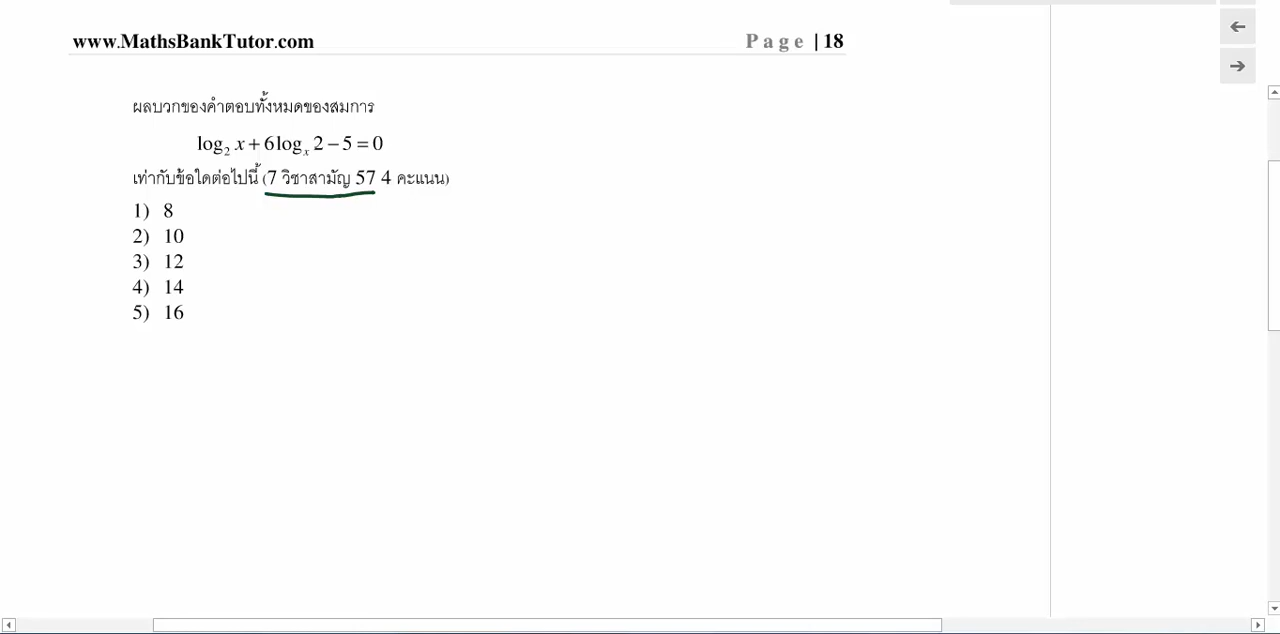 www.MathsBankTutor.com
Page | 18
ผลบวกของคำตอบทั้งหมดของสมการ
log₂ x + 6 logₓ 2 − 5 = 0
เท่ากับข้อใดต่อไปนี้ (7 วิชาสามัญ 57 4 คะแนน)
1) 8
2) 10
3) 12
4) 14
5) 16